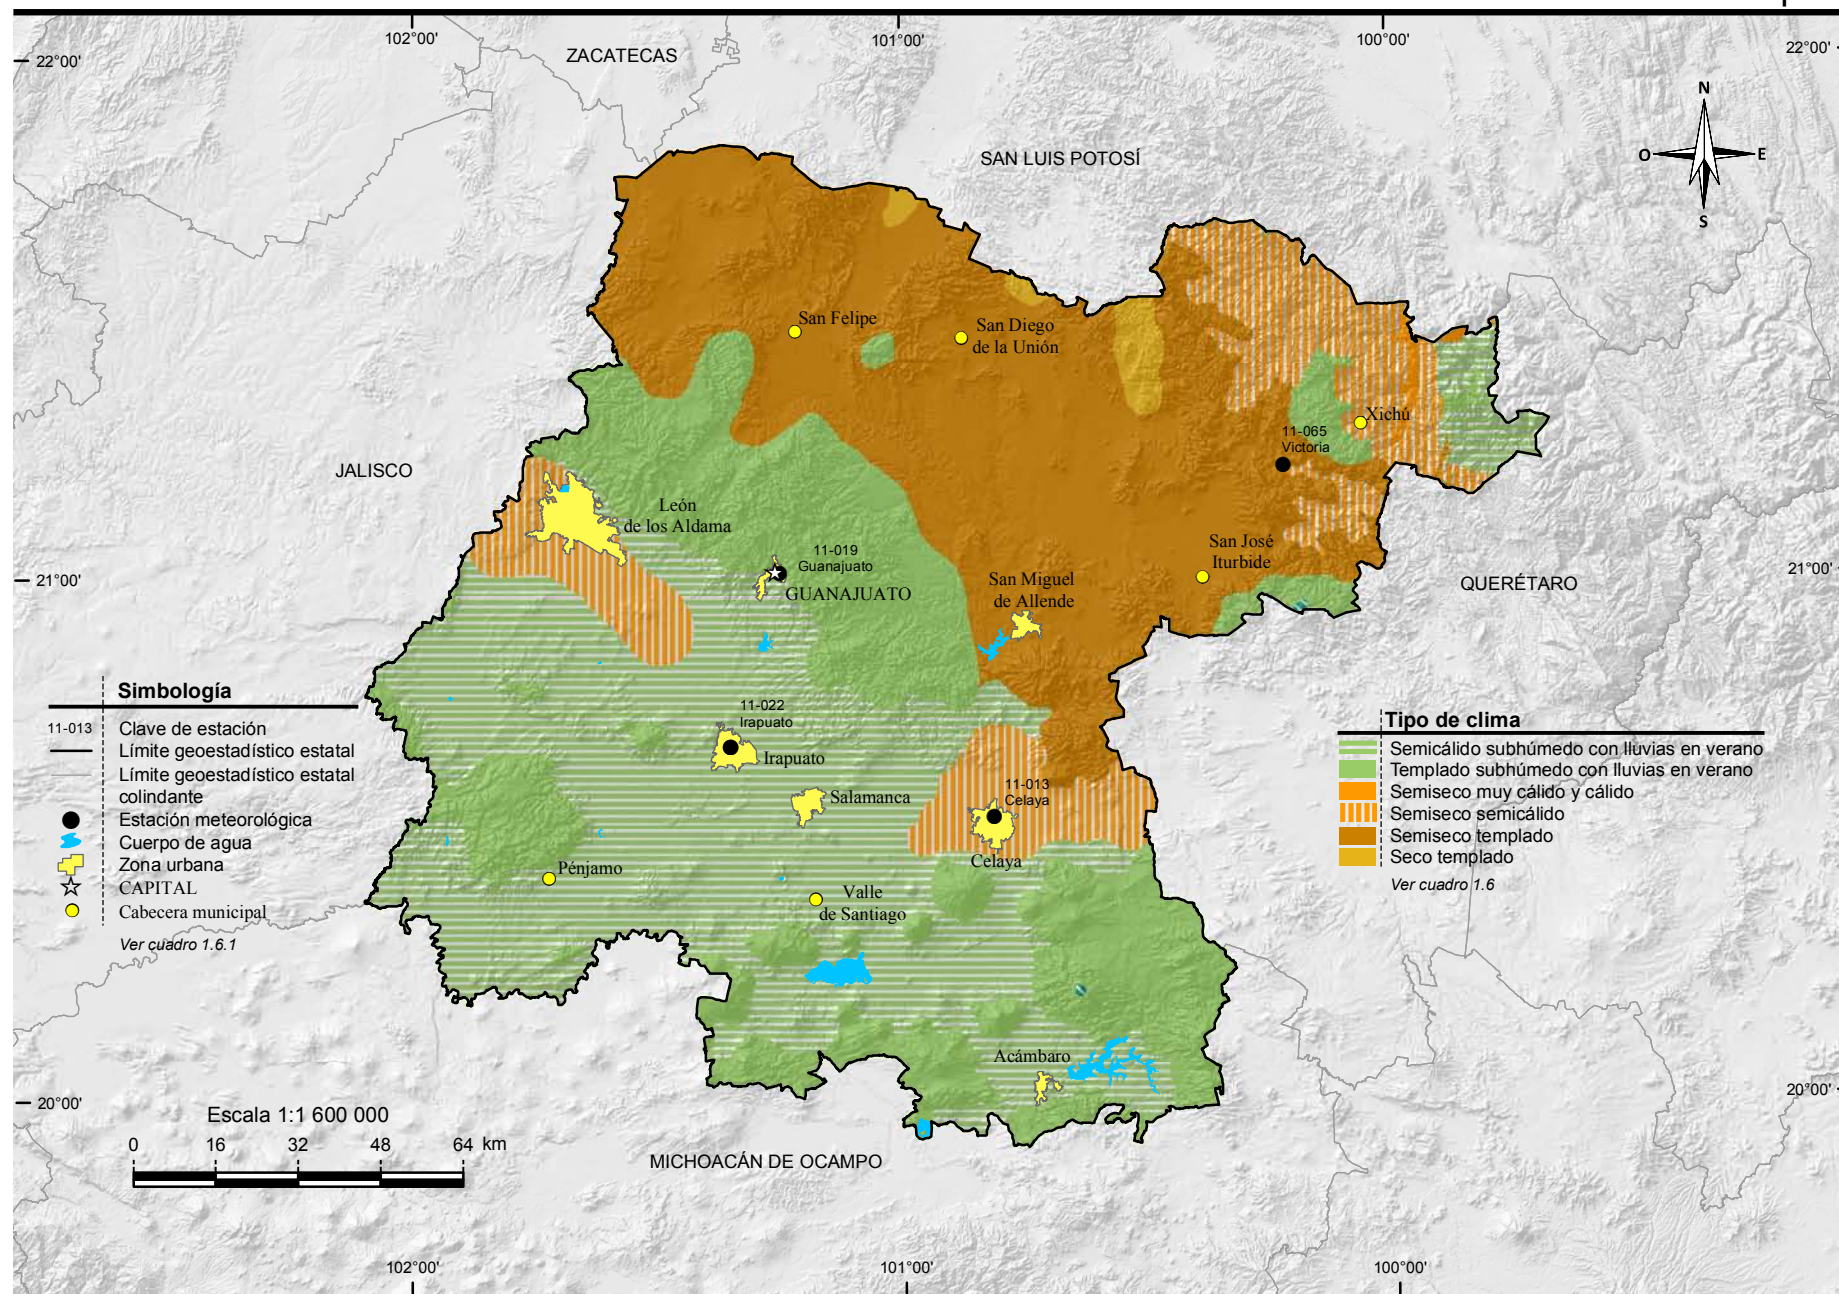 102°00'
101°00'
100°00'
22°00'
22°00'
ZACATECAS
SAN LUIS POTOSÍ
N
O
E
S
San Felipe
San Diego
de la Unión
Xichú
11-065
Victoria
JALISCO
León
de los Aldama
11-019
Guanajuato
GUANAJUATO
San José
Iturbide
San Miguel
de Allende
21°00'
21°00'
QUERÉTARO
Simbología
11-013
Clave de estación
Límite geoestadístico estatal
Límite geoestadístico estatal
colindante
Estación meteorológica
Cuerpo de agua
Zona urbana
CAPITAL
Cabecera municipal
Ver cuadro 1.6.1
11-022
Irapuato
Irapuato
Salamanca
11-013
Celaya
Celaya
Pénjamo
Valle
de Santiago
Acámbaro
Tipo de clima
Semicálido subhúmedo con lluvias en verano
Templado subhúmedo con lluvias en verano
Semiseco muy cálido y cálido
Semiseco semicálido
Semiseco templado
Seco templado
Ver cuadro 1.6
20°00'
20°00'
Escala 1:1 600 000
0 16 32 48 64 km
MICHOACÁN DE OCAMPO
102°00'
101°00'
100°00'